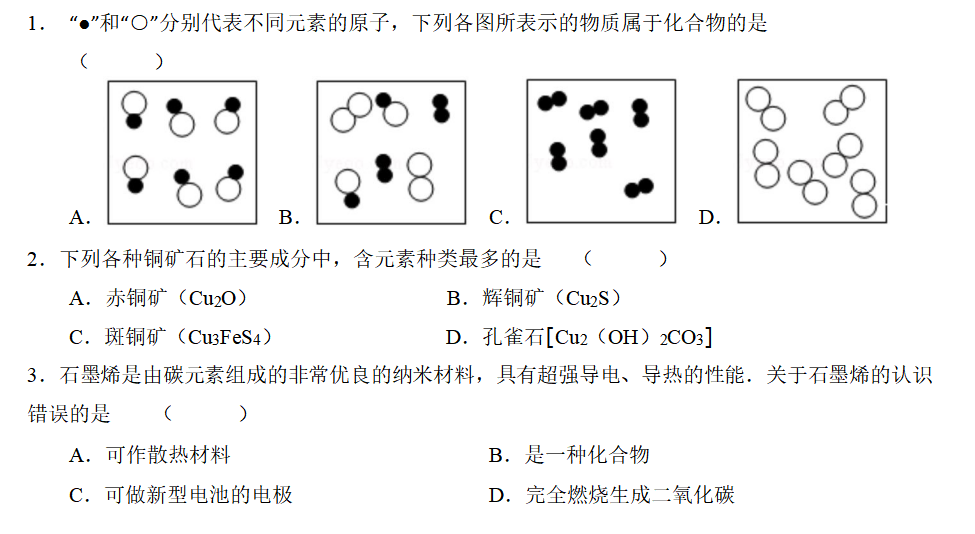 1． “●”和“○”分别代表不同元素的原子，下列各图所表示的物质属于化合物的是
（　　　）
A． B． C． D．
2．下列各种铜矿石的主要成分中，含元素种类最多的是　（　　　）
A．赤铜矿（Cu2O） B．辉铜矿（Cu2S）
C．斑铜矿（Cu3FeS4） D．孔雀石[Cu2（OH）2CO3]
3．石墨烯是由碳元素组成的非常优良的纳米材料，具有超强导电、导热的性能．关于石墨烯的认识
错误的是　（　　　）
A．可作散热材料 B．是一种化合物
C．可做新型电池的电极 D．完全燃烧生成二氧化碳